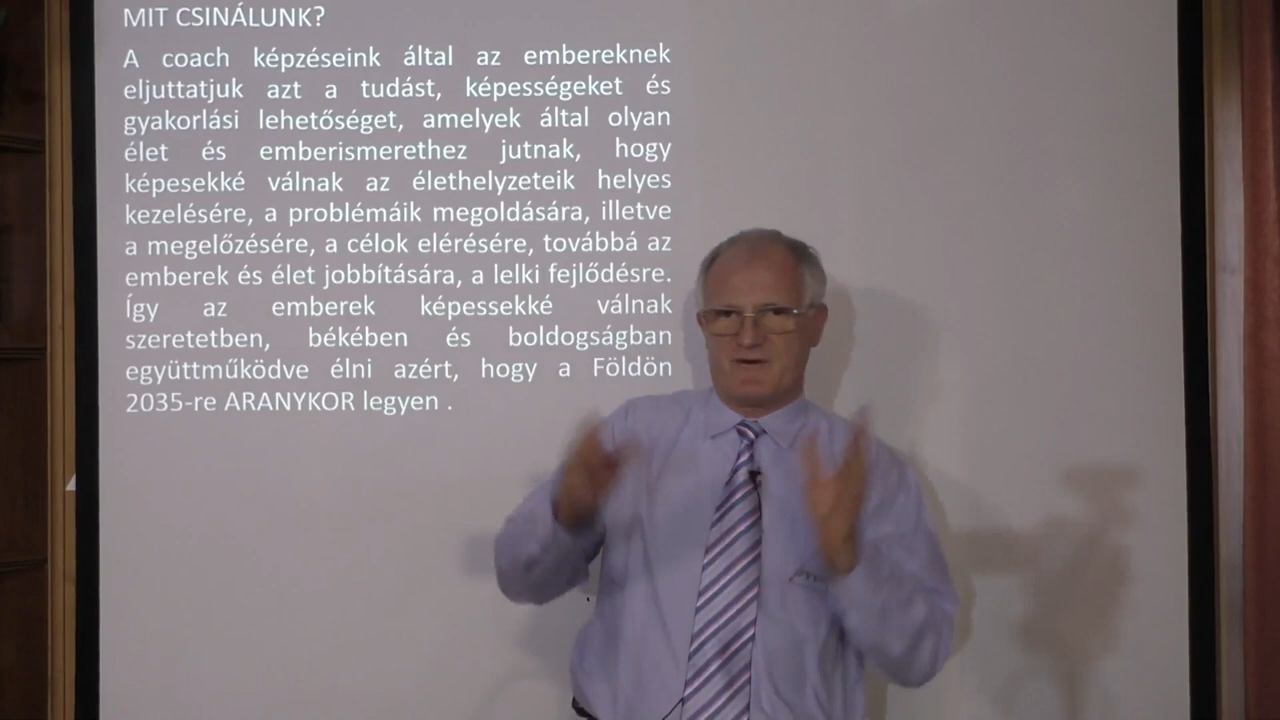 MIT CSINÁLUNK?
A coach képzéseink által az embereknek
eljuttatjuk azt a tudást, képességeket és
gyakorlási lehetőséget, amelyek által olyan
élet és emberismerethez jutnak, hogy
képesekké válnak az élethelyzeteik helyes
kezelésére, a problémáik megoldására, illetve
a megelőzésére, a célok elérésére, továbbá az
emberek és élet jobbítására, a lelki fejlődésre.
Így az emberek képessekké válnak
szeretetben, békében és boldogságban
együttműködve élni azért, hogy a Földön
2035-re ARANYKOR legyen .